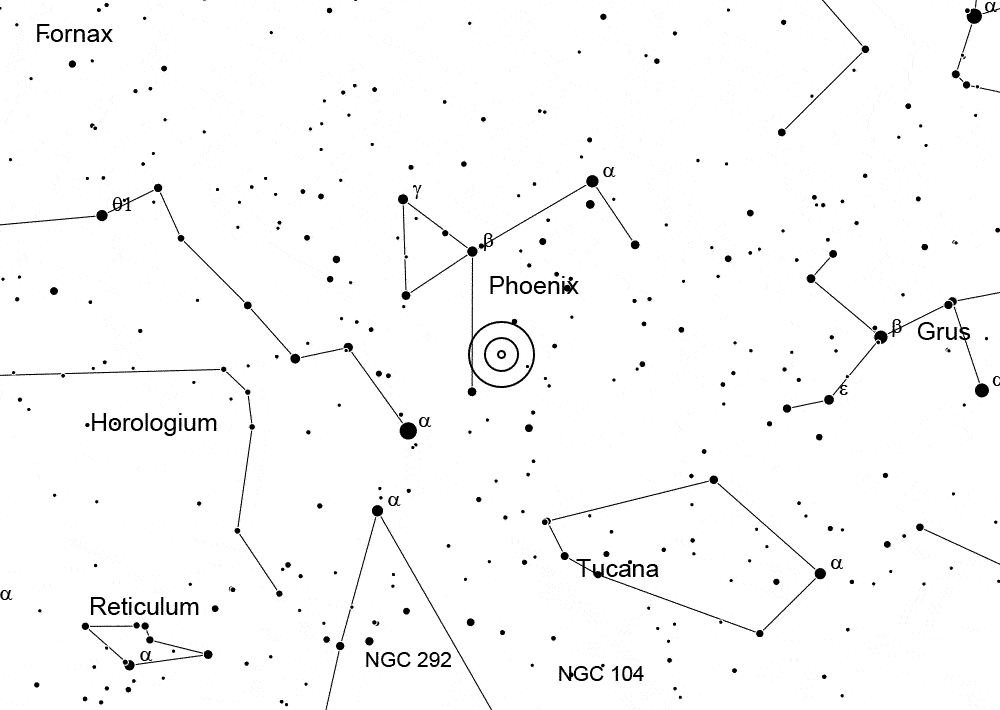 Fornax
α
α
γ
θ1
β
Phoenix
β
Grus
α
ε
Horologium
α
α
Tucana
α
α
Reticulum
α
NGC 292
NGC 104